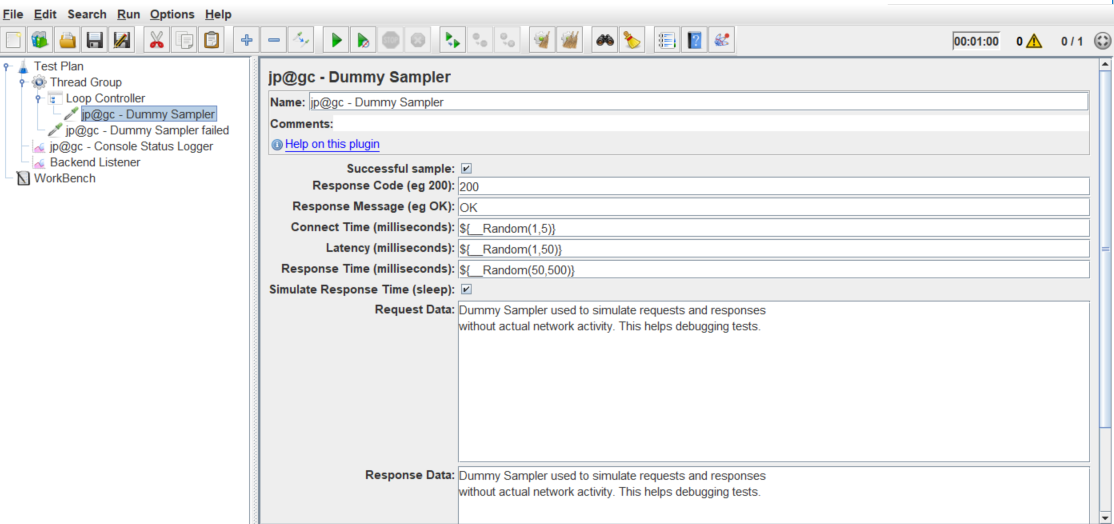 File Edit Search Run Options Help
00:01:00 0 0 / 1
Test Plan
Thread Group
Loop Controller
jp@gc - Dummy Sampler
jp@gc - Dummy Sampler failed
jp@gc - Console Status Logger
Backend Listener
WorkBench
jp@gc - Dummy Sampler
Name: jp@gc - Dummy Sampler
Comments:
Help on this plugin
Successful sample:
Response Code (eg 200): 200
Response Message (eg OK): OK
Connect Time (milliseconds): ${__Random(1,5)}
Latency (milliseconds): ${__Random(1,50)}
Response Time (milliseconds): ${__Random(50,500)}
Simulate Response Time (sleep):
Request Data: Dummy Sampler used to simulate requests and responses
without actual network activity. This helps debugging tests.
Response Data: Dummy Sampler used to simulate requests and responses
without actual network activity. This helps debugging tests.